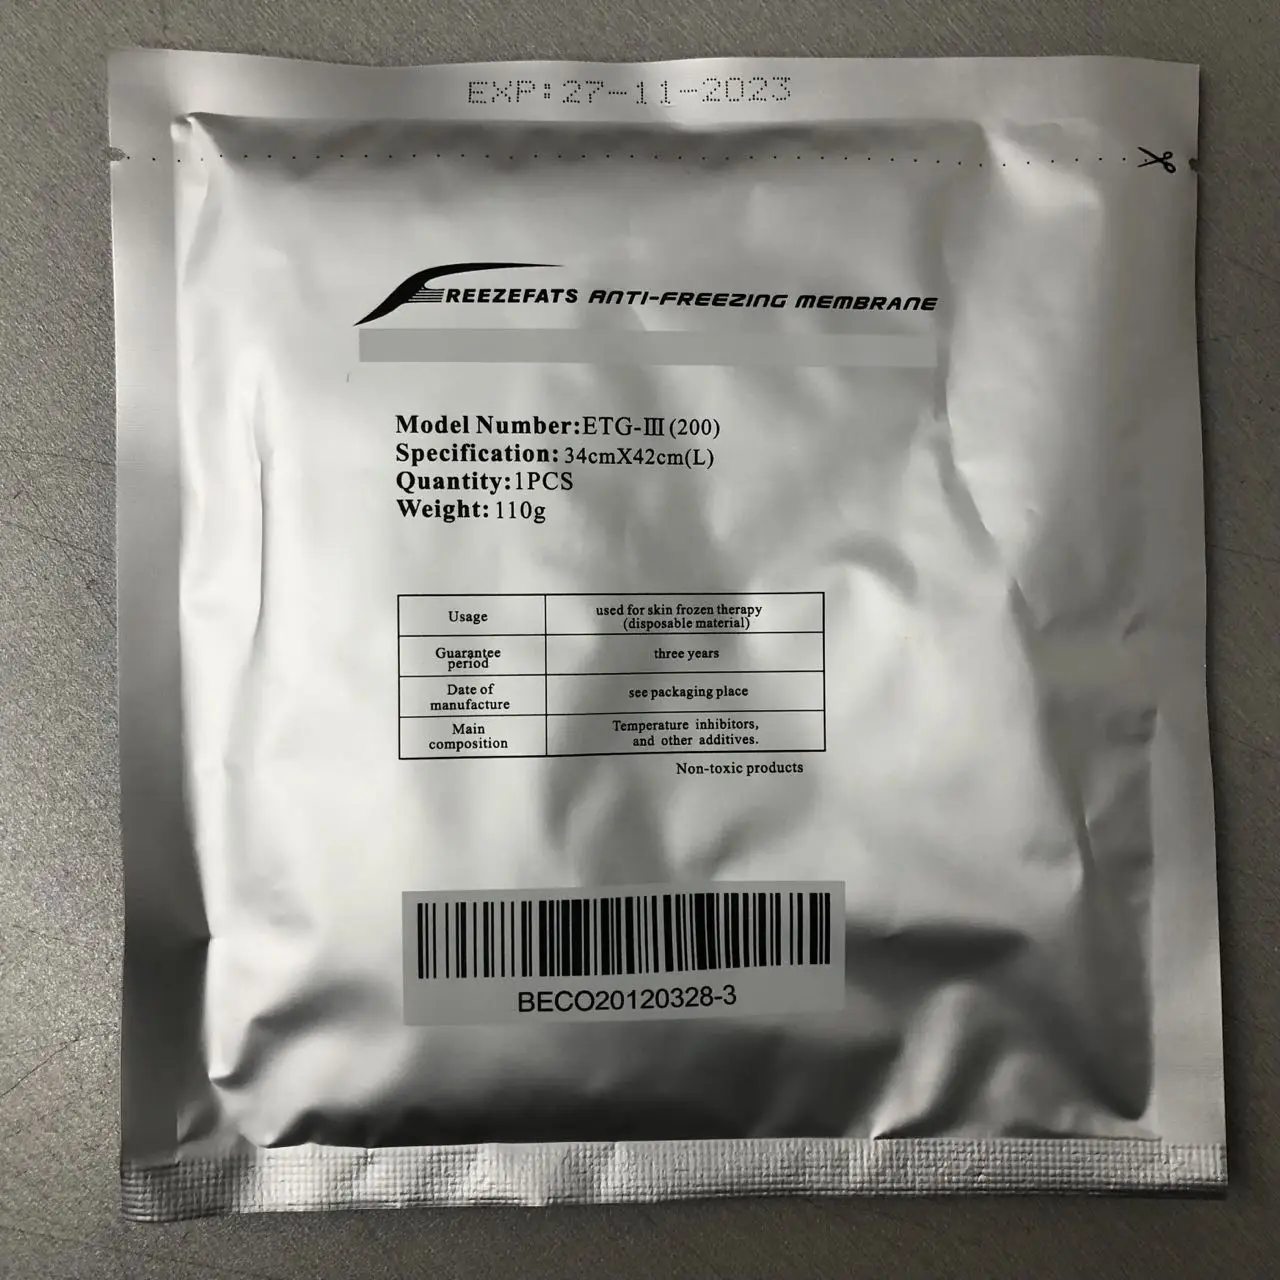 EXP:27-11-2023
FREEZEFATS ANTI-FREEZING MEMBRANE
Model Number:ETG-Ⅲ(200)
Specification: 34cmX42cm(L)
Quantity:1PCS
Weight: 110g
Usage
used for skin frozen therapy
(disposable material)
Guarantee
period
three years
Date of
manufacture
see packaging place
Main
composition
Temperature inhibitors,
and other additives.
Non-toxic products
BECO20120328-3